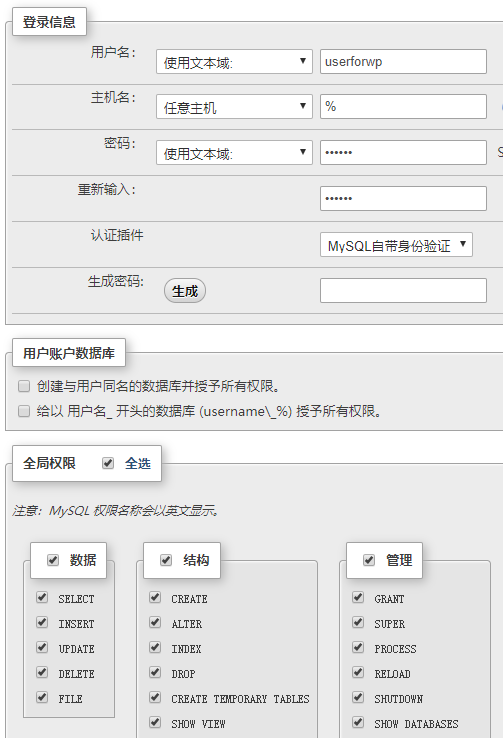 登录信息
用户名： 使用文本域: userforwp
主机名： 任意主机 %
密码： 使用文本域: ••••••
重新输入： ••••••
认证插件 MySQL自带身份验证
生成密码: 生成
用户账户数据库
创建与用户同名的数据库并授予所有权限。
给以 用户名_ 开头的数据库 (username\_%) 授予所有权限。
全局权限 全选
注意：MySQL 权限名称会以英文显示。
数据 结构 管理
SELECT CREATE GRANT
INSERT ALTER SUPER
UPDATE INDEX PROCESS
DELETE DROP RELOAD
FILE CREATE TEMPORARY TABLES SHUTDOWN
SHOW VIEW SHOW DATABASES